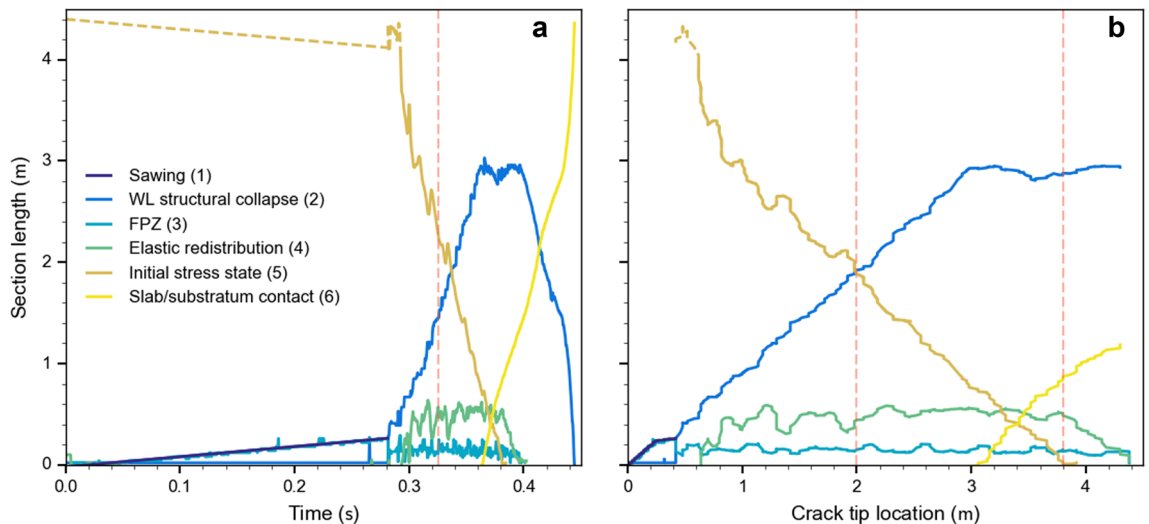 a
b
Section length (m)
4
3
2
1
0
Sawing (1)
WL structural collapse (2)
FPZ (3)
Elastic redistribution (4)
Initial stress state (5)
Slab/substratum contact (6)
0.0 0.1 0.2 0.3 0.4
Time (s)
0 1 2 3 4
Crack tip location (m)